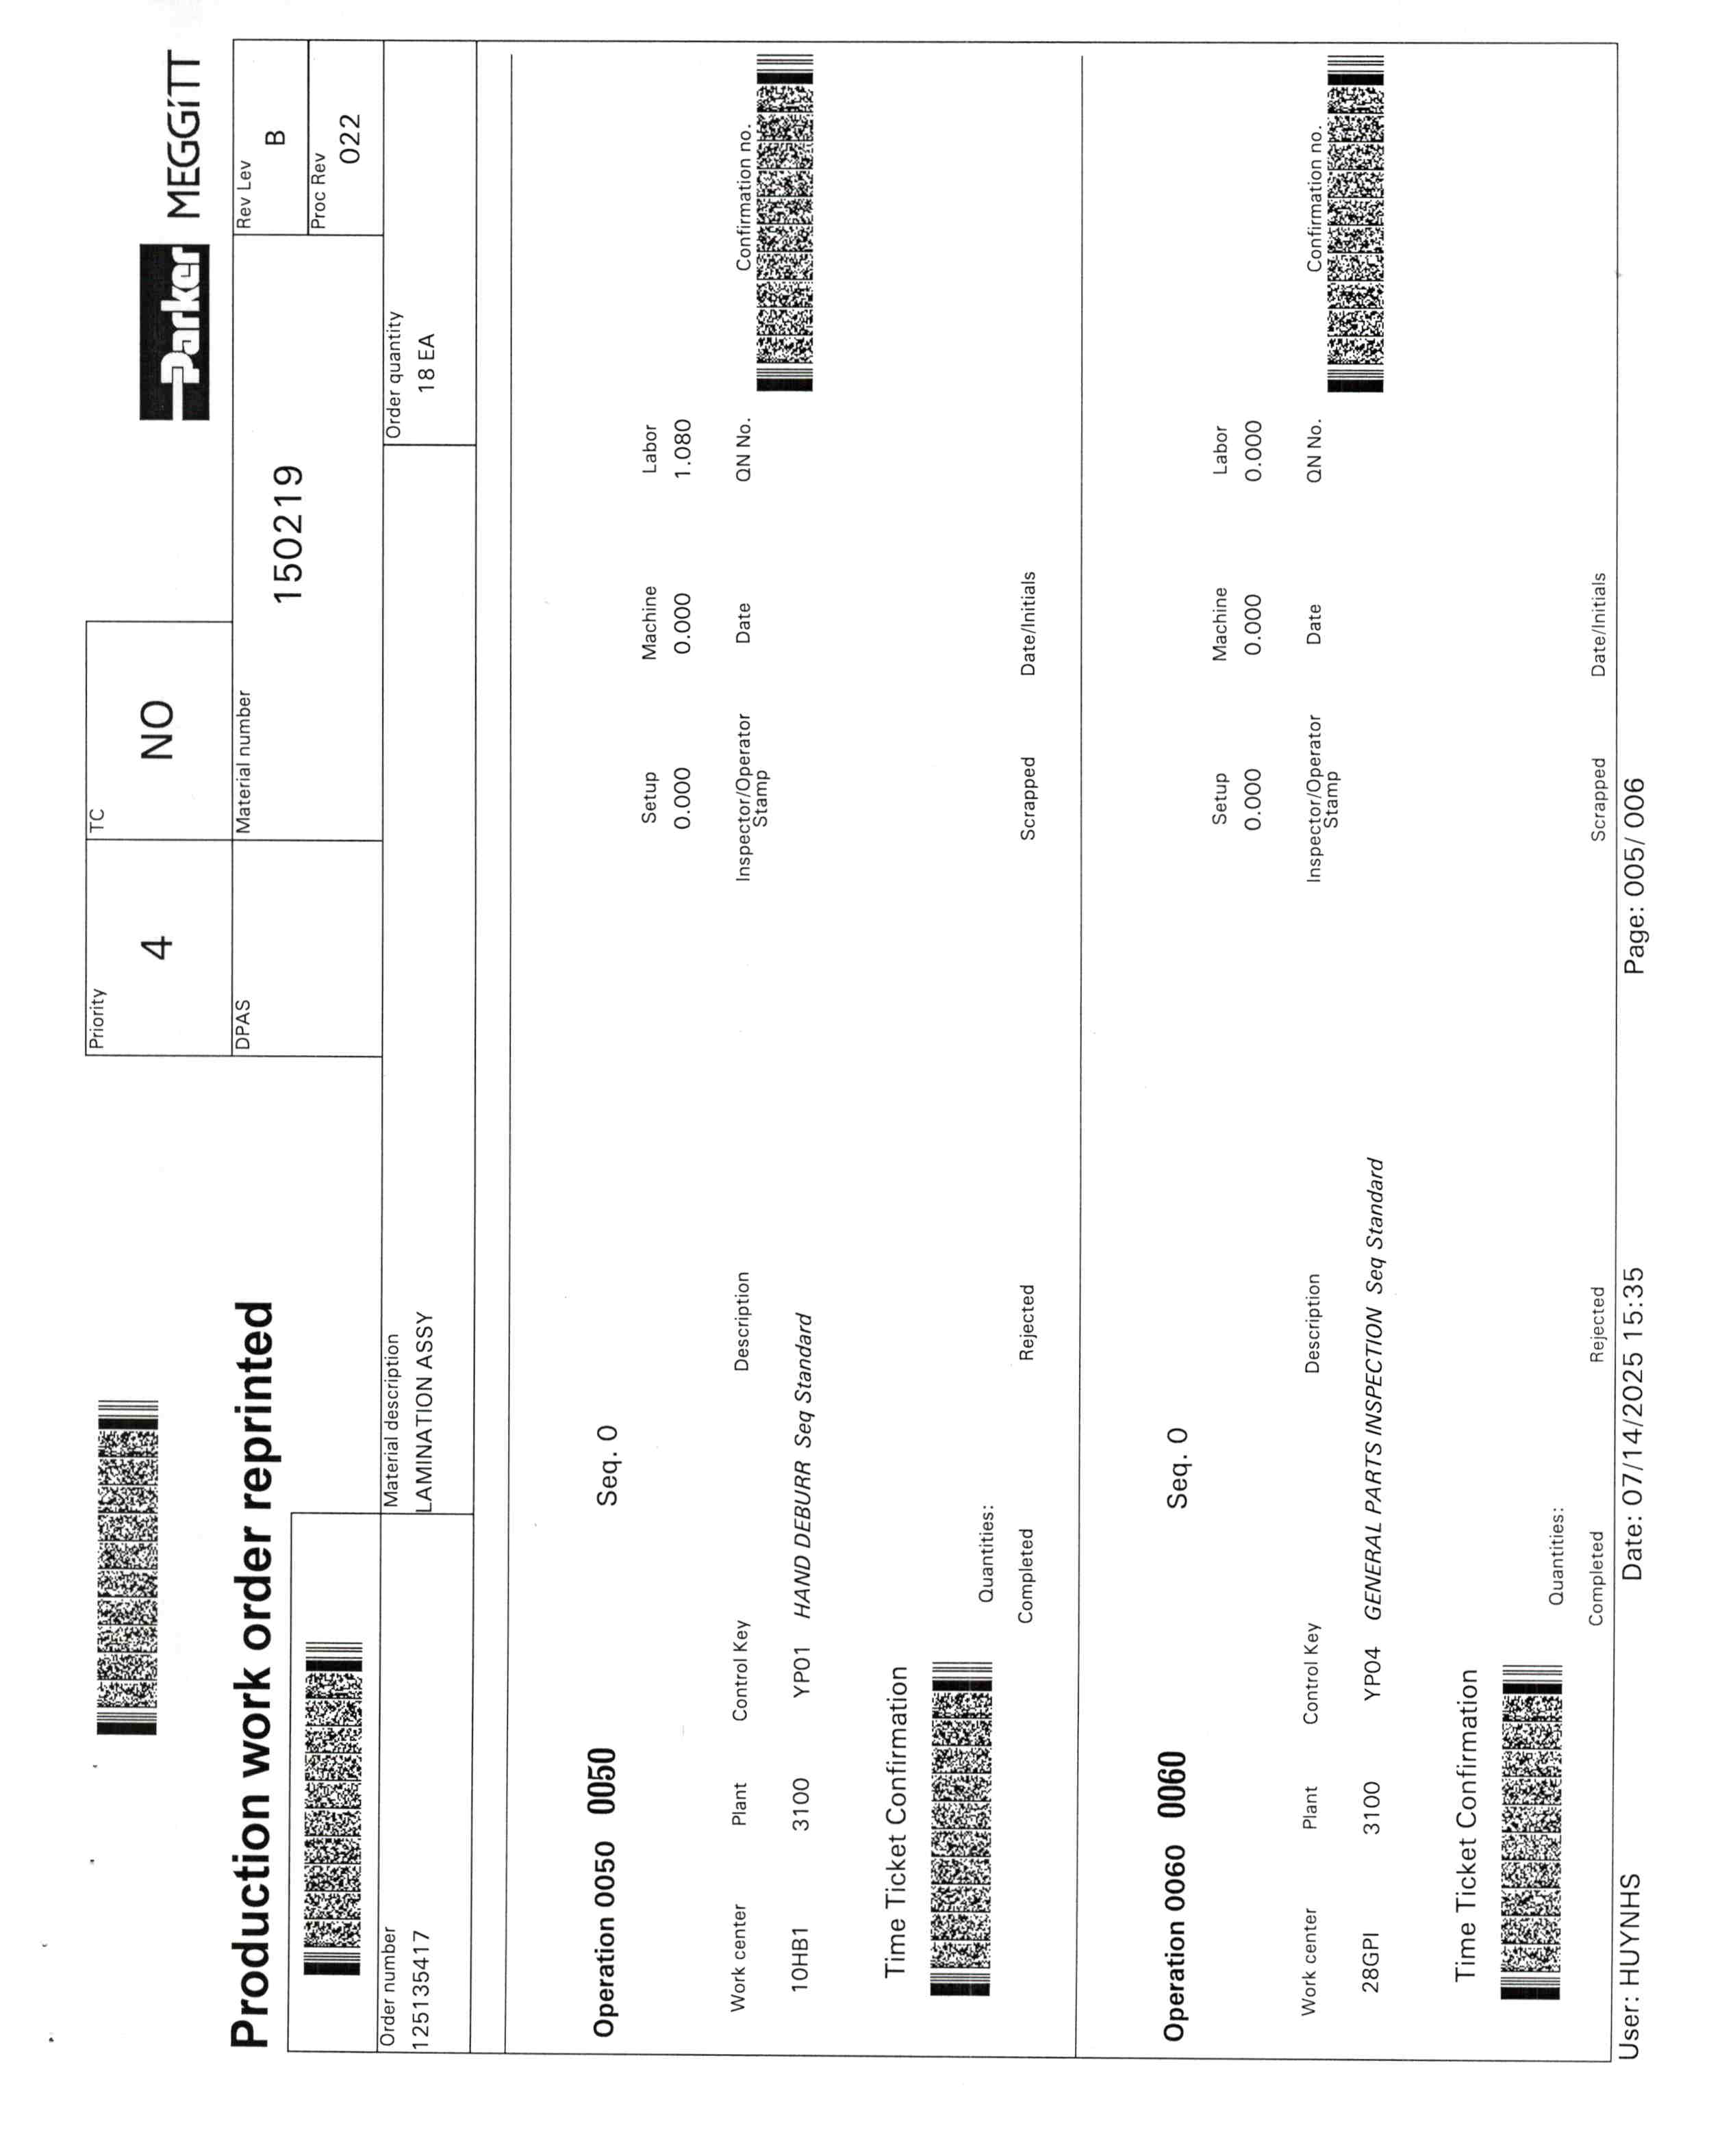 Priority
4
TC
NO
Parker MEGGiTT
Production work order reprinted
DPAS
Material number
150219
Rev Lev
B
Proc Rev
022
Order number
125135417
Material description
LAMINATION ASSY
Order quantity
18 EA
Operation 0050 0050 Seq. 0
Setup Machine Labor
0.000 0.000 1.080
Work center Plant Control Key Description Inspector/Operator Date QN No. Confirmation no.
Stamp
10HB1 3100 YP01 HAND DEBURR Seq Standard
Time Ticket Confirmation
Quantities:
Completed Rejected Scrapped Date/Initials
Operation 0060 0060 Seq. 0
Setup Machine Labor
0.000 0.000 0.000
Work center Plant Control Key Description Inspector/Operator Date QN No. Confirmation no.
Stamp
28GPI 3100 YP04 GENERAL PARTS INSPECTION Seq Standard
Time Ticket Confirmation
Quantities:
Completed Rejected Scrapped Date/Initials
User: HUYNHS Date: 07/14/2025 15:35 Page: 005/ 006